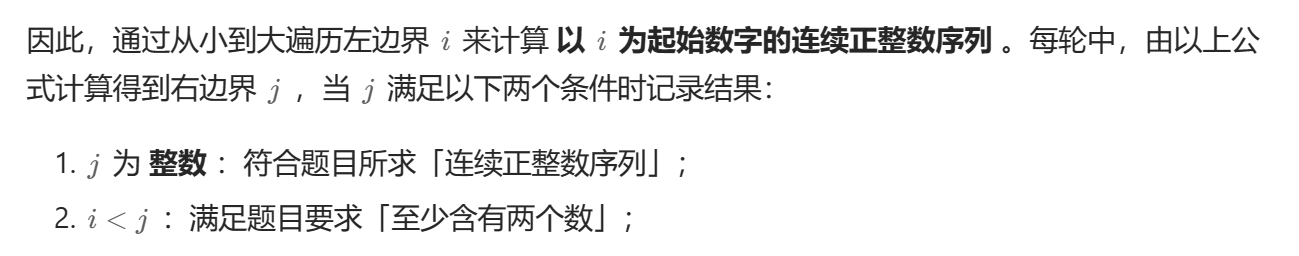 因此，通过从小到大遍历左边界 i 来计算 以 i 为起始数字的连续正整数序列 。每轮中，由以上公
式计算得到右边界 j ，当 j 满足以下两个条件时记录结果：
1. j 为 整数 ：符合题目所求「连续正整数序列」；
2. i < j ：满足题目要求「至少含有两个数」；